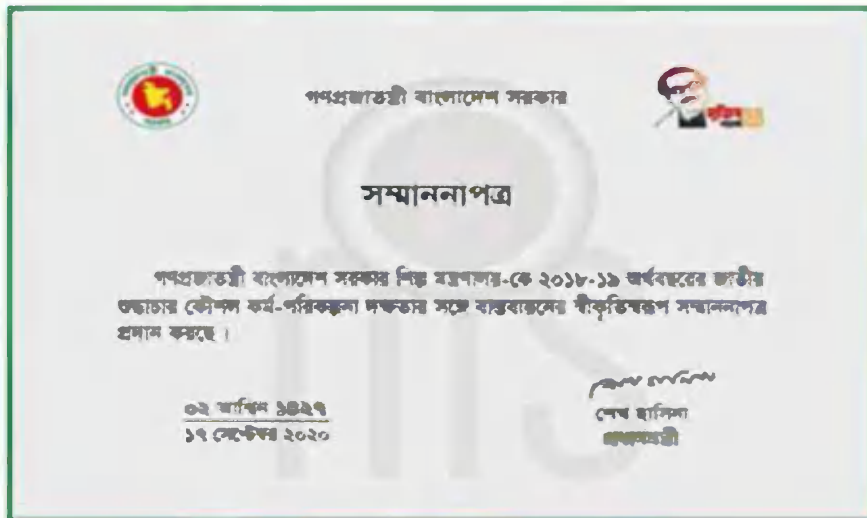 গণপ্রজাতন্ত্রী বাংলাদেশ সরকার
সম্মাননাপত্র
গণপ্রজাতন্ত্রী বাংলাদেশ সরকার শিল্প মন্ত্রণালয়-কে ২০১৮-১৯ অর্থবছরের জাতীয়
শুদ্ধাচার কৌশল কর্ম-পরিকল্পনা দক্ষতার সঙ্গে বাস্তবায়নের স্বীকৃতিস্বরূপ সম্মাননাপত্র
প্রদান করছে।
০২ আশ্বিন ১৪২৭
১৭ সেপ্টেম্বর ২০২০
শেখ হাসিনা
প্রধানমন্ত্রী